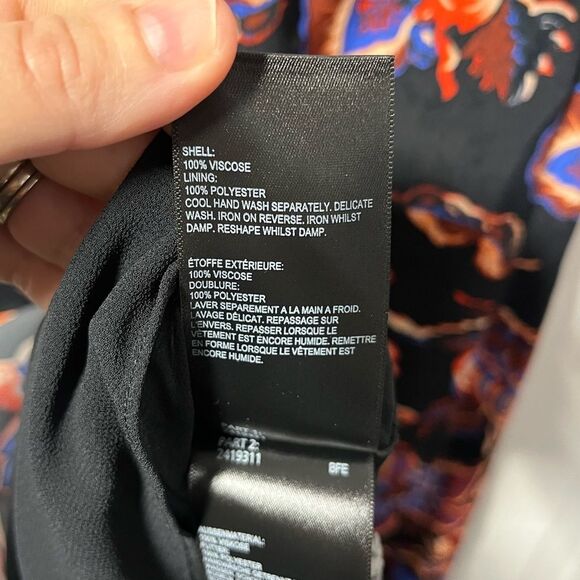 SHELL:
100% VISCOSE
LINING:
100% POLYESTER
COOL HAND WASH SEPARATELY. DELICATE
WASH. IRON ON REVERSE. IRON WHILST
DAMP. RESHAPE WHILST DAMP.
ÉTOFFE EXTÉRIEURE:
100% VISCOSE
DOUBLURE:
100% POLYESTER
LAVER SEPAREMENT A LA MAIN A FROID.
LAVAGE DÉLICAT. REPASSAGE SUR
L'ENVERS. REPASSER LORSQUE LE
VÊTEMENT EST ENCORE HUMIDE. REMETTRE
EN FORME LORSQUE LE VÊTEMENT EST
ENCORE HUMIDE.
PART 2:
2419311 BFE
100% VISCOSE